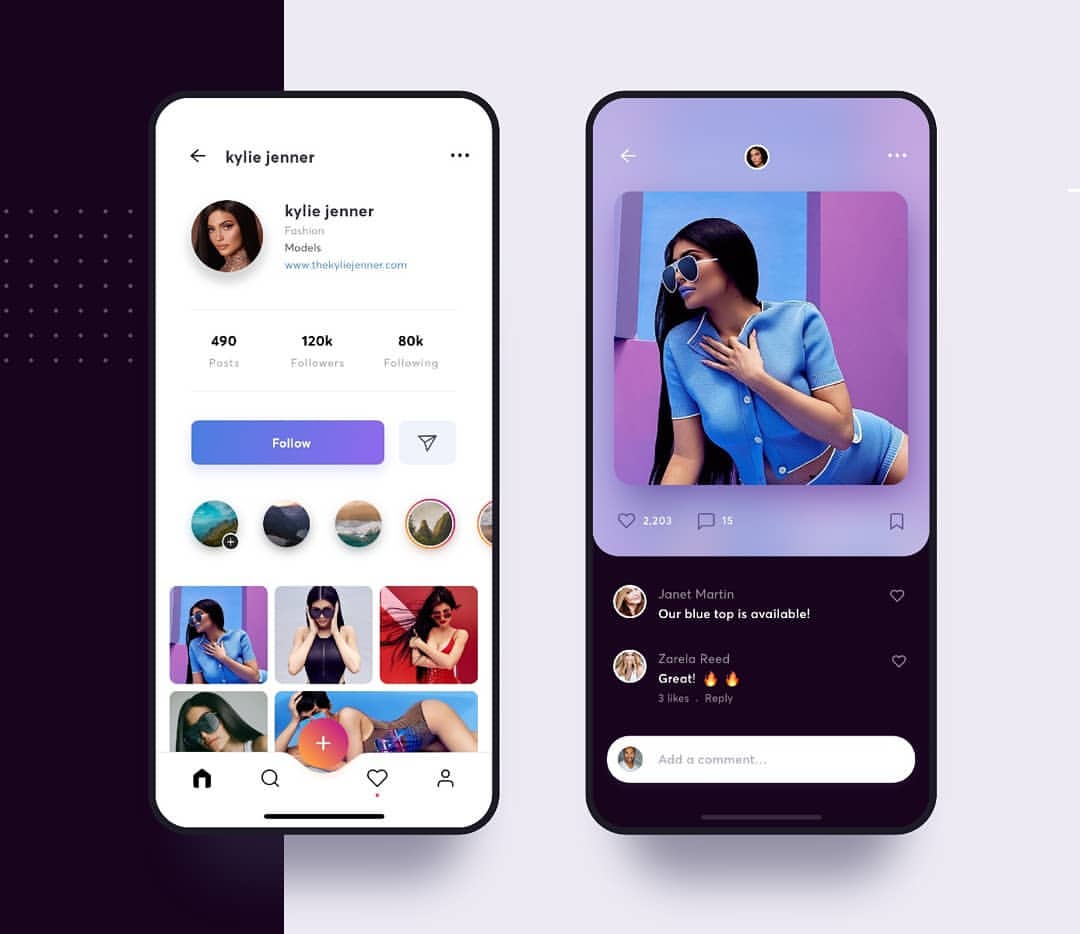 kylie jenner
kylie jenner
Fashion
Models
www.thekyliejenner.com
490 120k 80k
Posts Followers Following
Follow
2,203 15
Janet Martin
Our blue top is available!
Zarela Reed
Great! 🔥 🔥
3 likes . Reply
Add a comment...